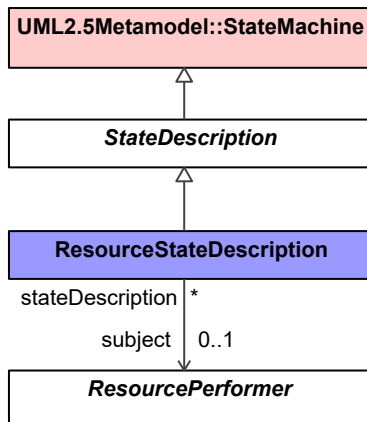 UML2.5Metamodel::StateMachine
StateDescription
ResourceStateDescription
stateDescription *
subject 0..1
ResourcePerformer